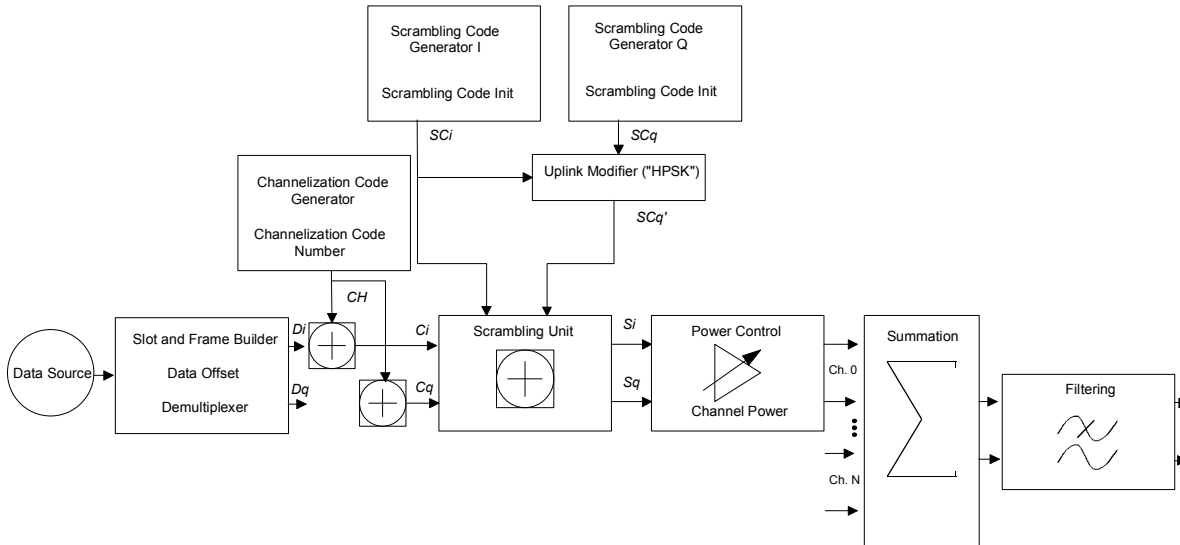 Scrambling Code
Generator I
Scrambling Code Init
Scrambling Code
Generator Q
Scrambling Code Init
SCi
SCq
Uplink Modifier ("HPSK")
SCq'
Channelization Code
Generator
Channelization Code
Number
CH
Data Source
Slot and Frame Builder
Data Offset
Demultiplexer
Di
Dq
Ci
Cq
Scrambling Unit
Si
Sq
Power Control
Channel Power
Ch. 0
Ch. N
Summation
Filtering